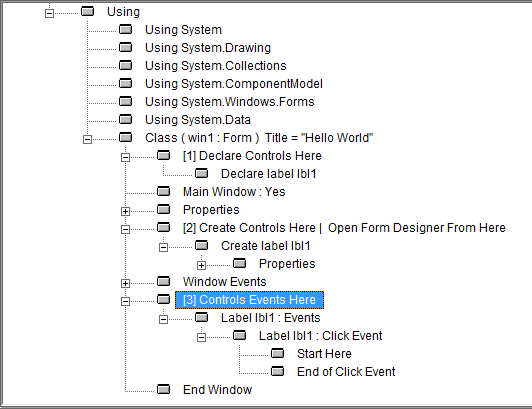 Using
Using System
Using System.Drawing
Using System.Collections
Using System.ComponentModel
Using System.Windows.Forms
Using System.Data
Class ( win1 : Form ) Title = "Hello World"
[1] Declare Controls Here
Declare label lbl1
Main Window : Yes
Properties
[2] Create Controls Here | Open Form Designer From Here
Create label lbl1
Properties
Window Events
[3] Controls Events Here
Label lbl1 : Events
Label lbl1 : Click Event
Start Here
End of Click Event
End Window